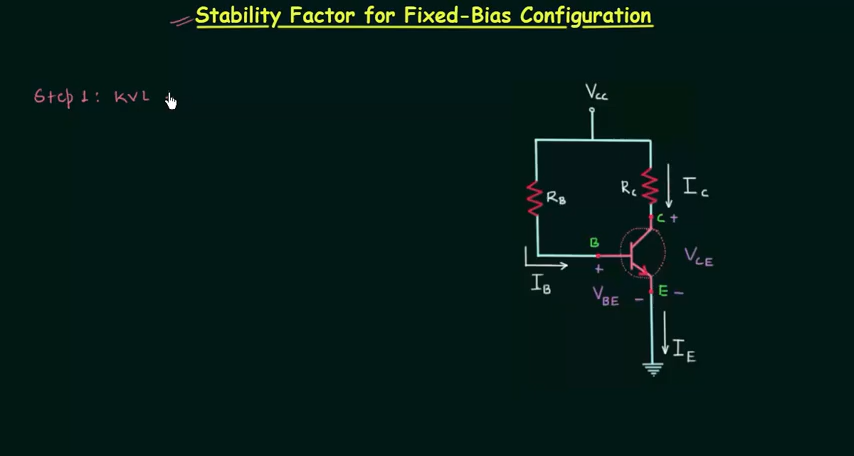 Stability Factor for Fixed-Bias Configuration
Step 1: KVL
Vcc
RB
Rc
Ic
C +
B
+
VCE
IB
VBE
-
E -
IE